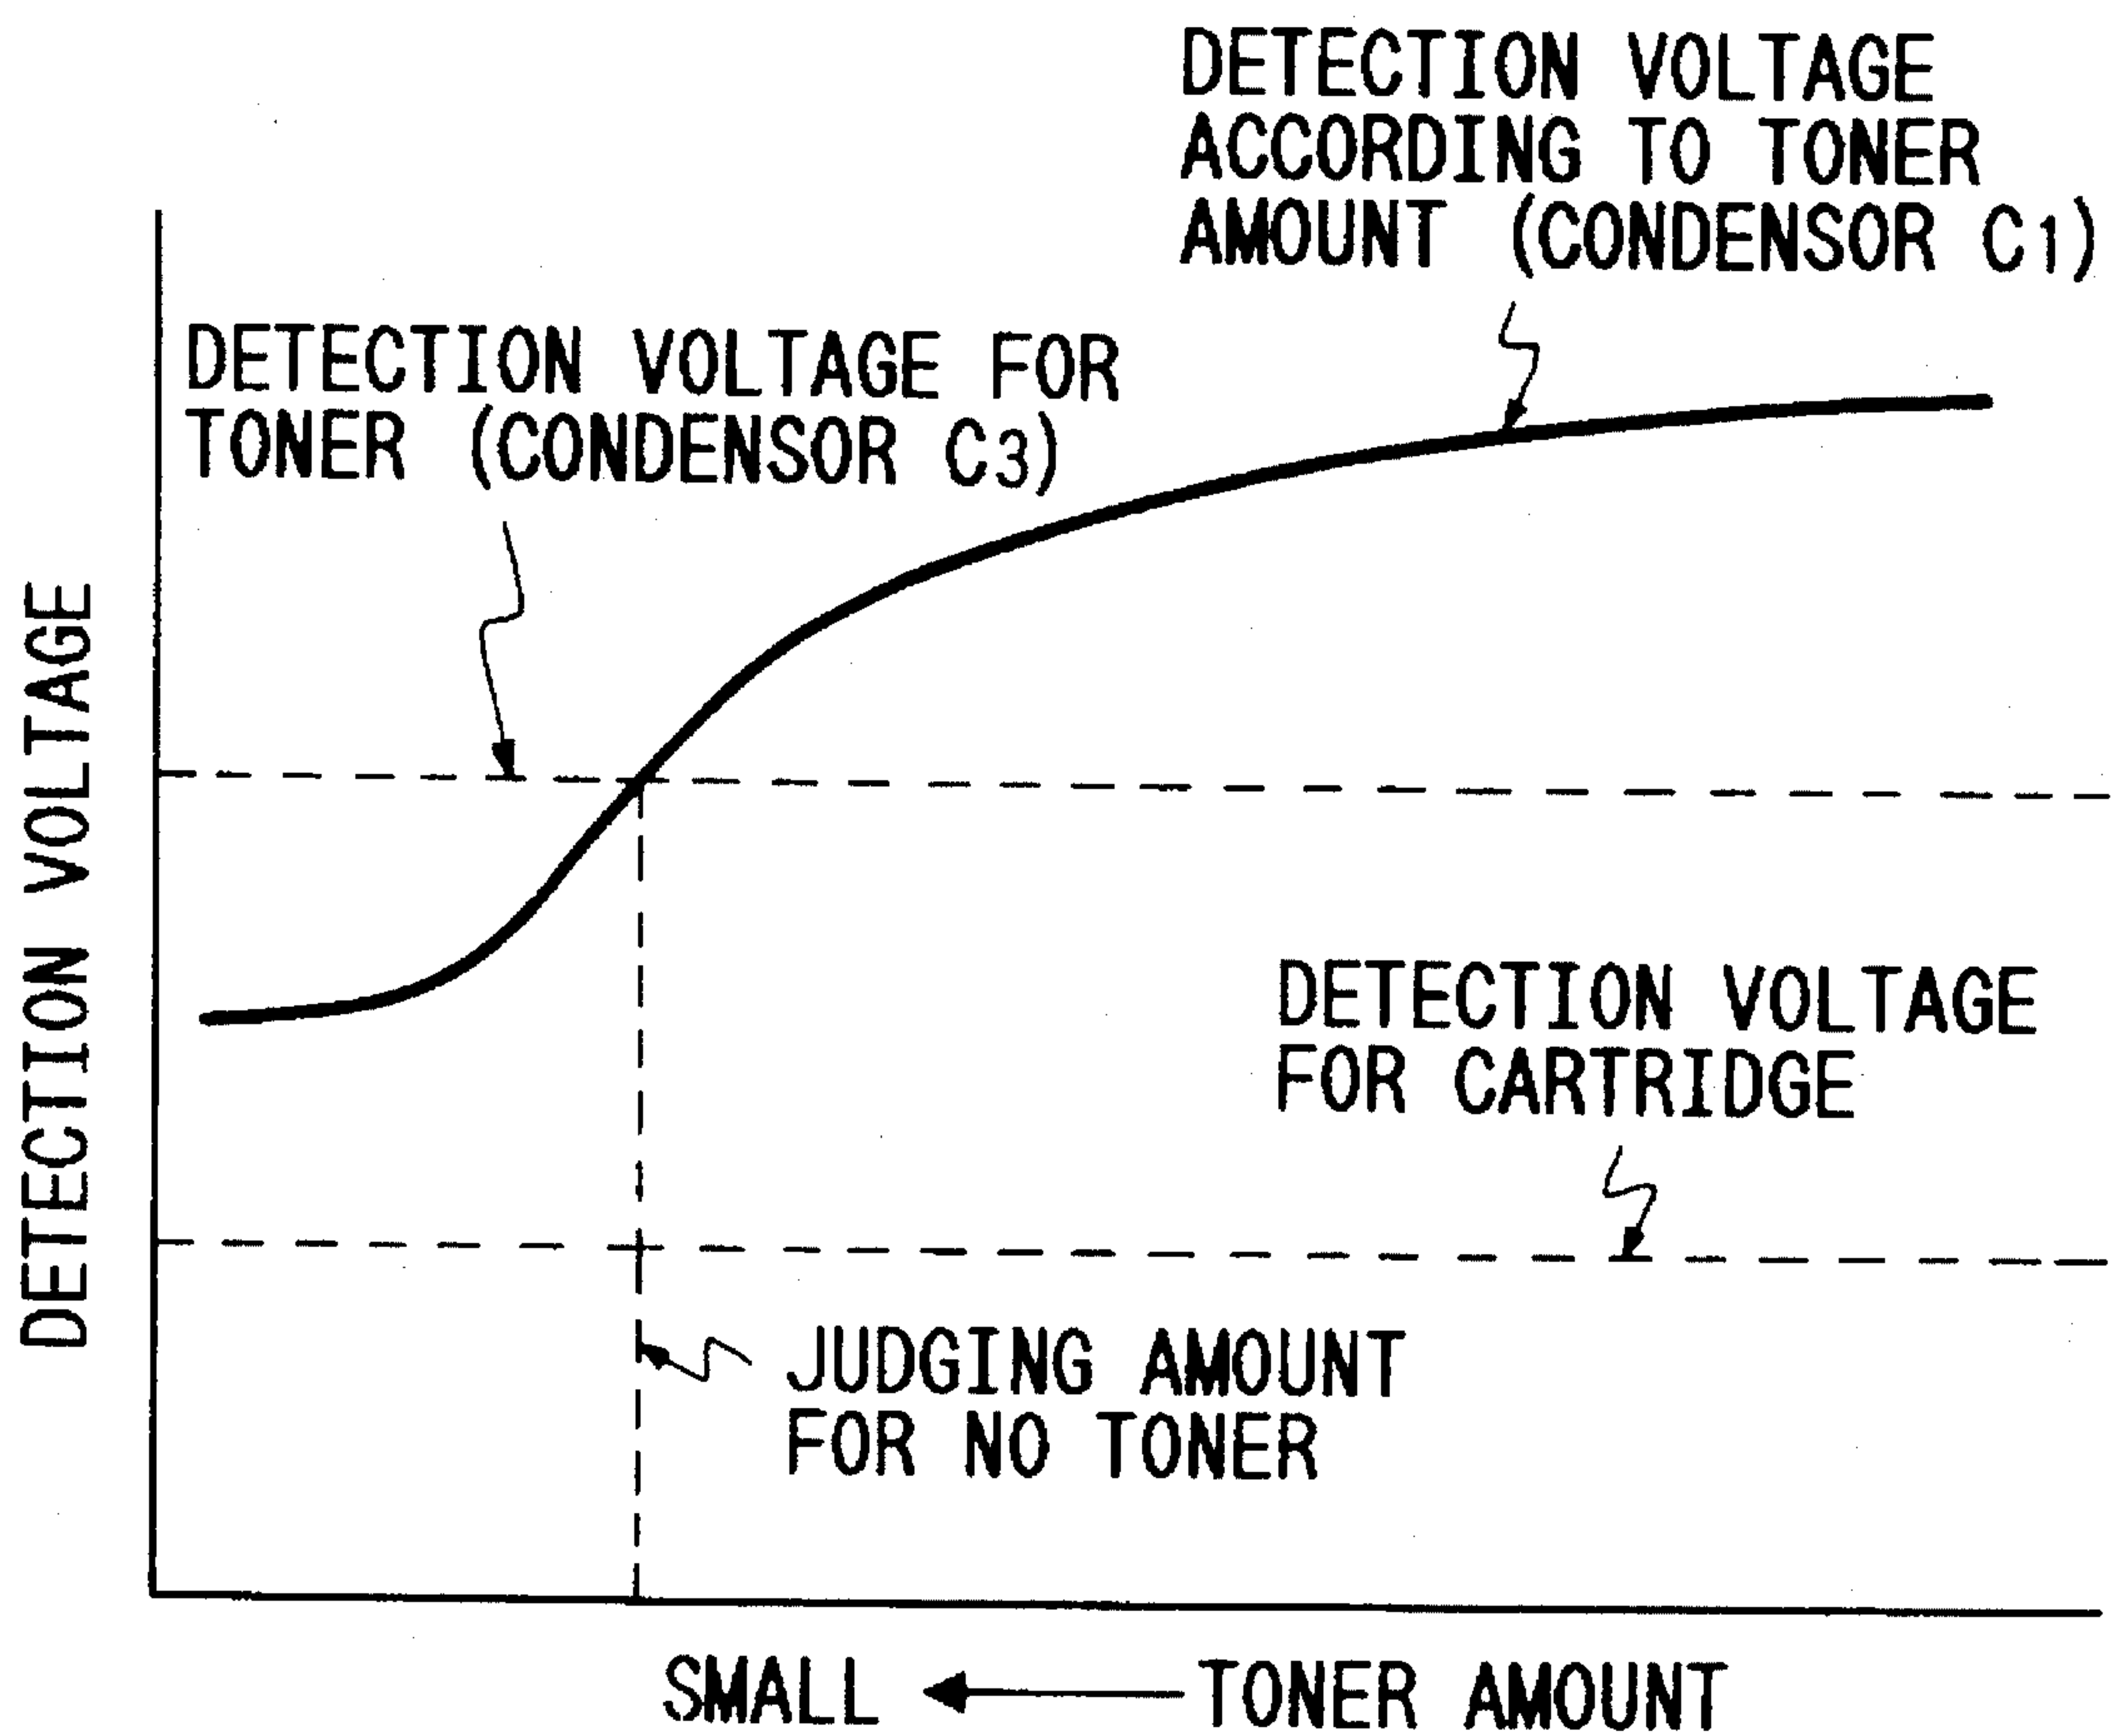 DETECTION VOLTAGE
ACCORDING TO TONER
AMOUNT (CONDENSOR C1)
DETECTION VOLTAGE FOR
TONER (CONDENSOR C3)
DETECTION VOLTAGE
DETECTION VOLTAGE
FOR CARTRIDGE
JUDGING AMOUNT
FOR NO TONER
SMALL ← TONER AMOUNT